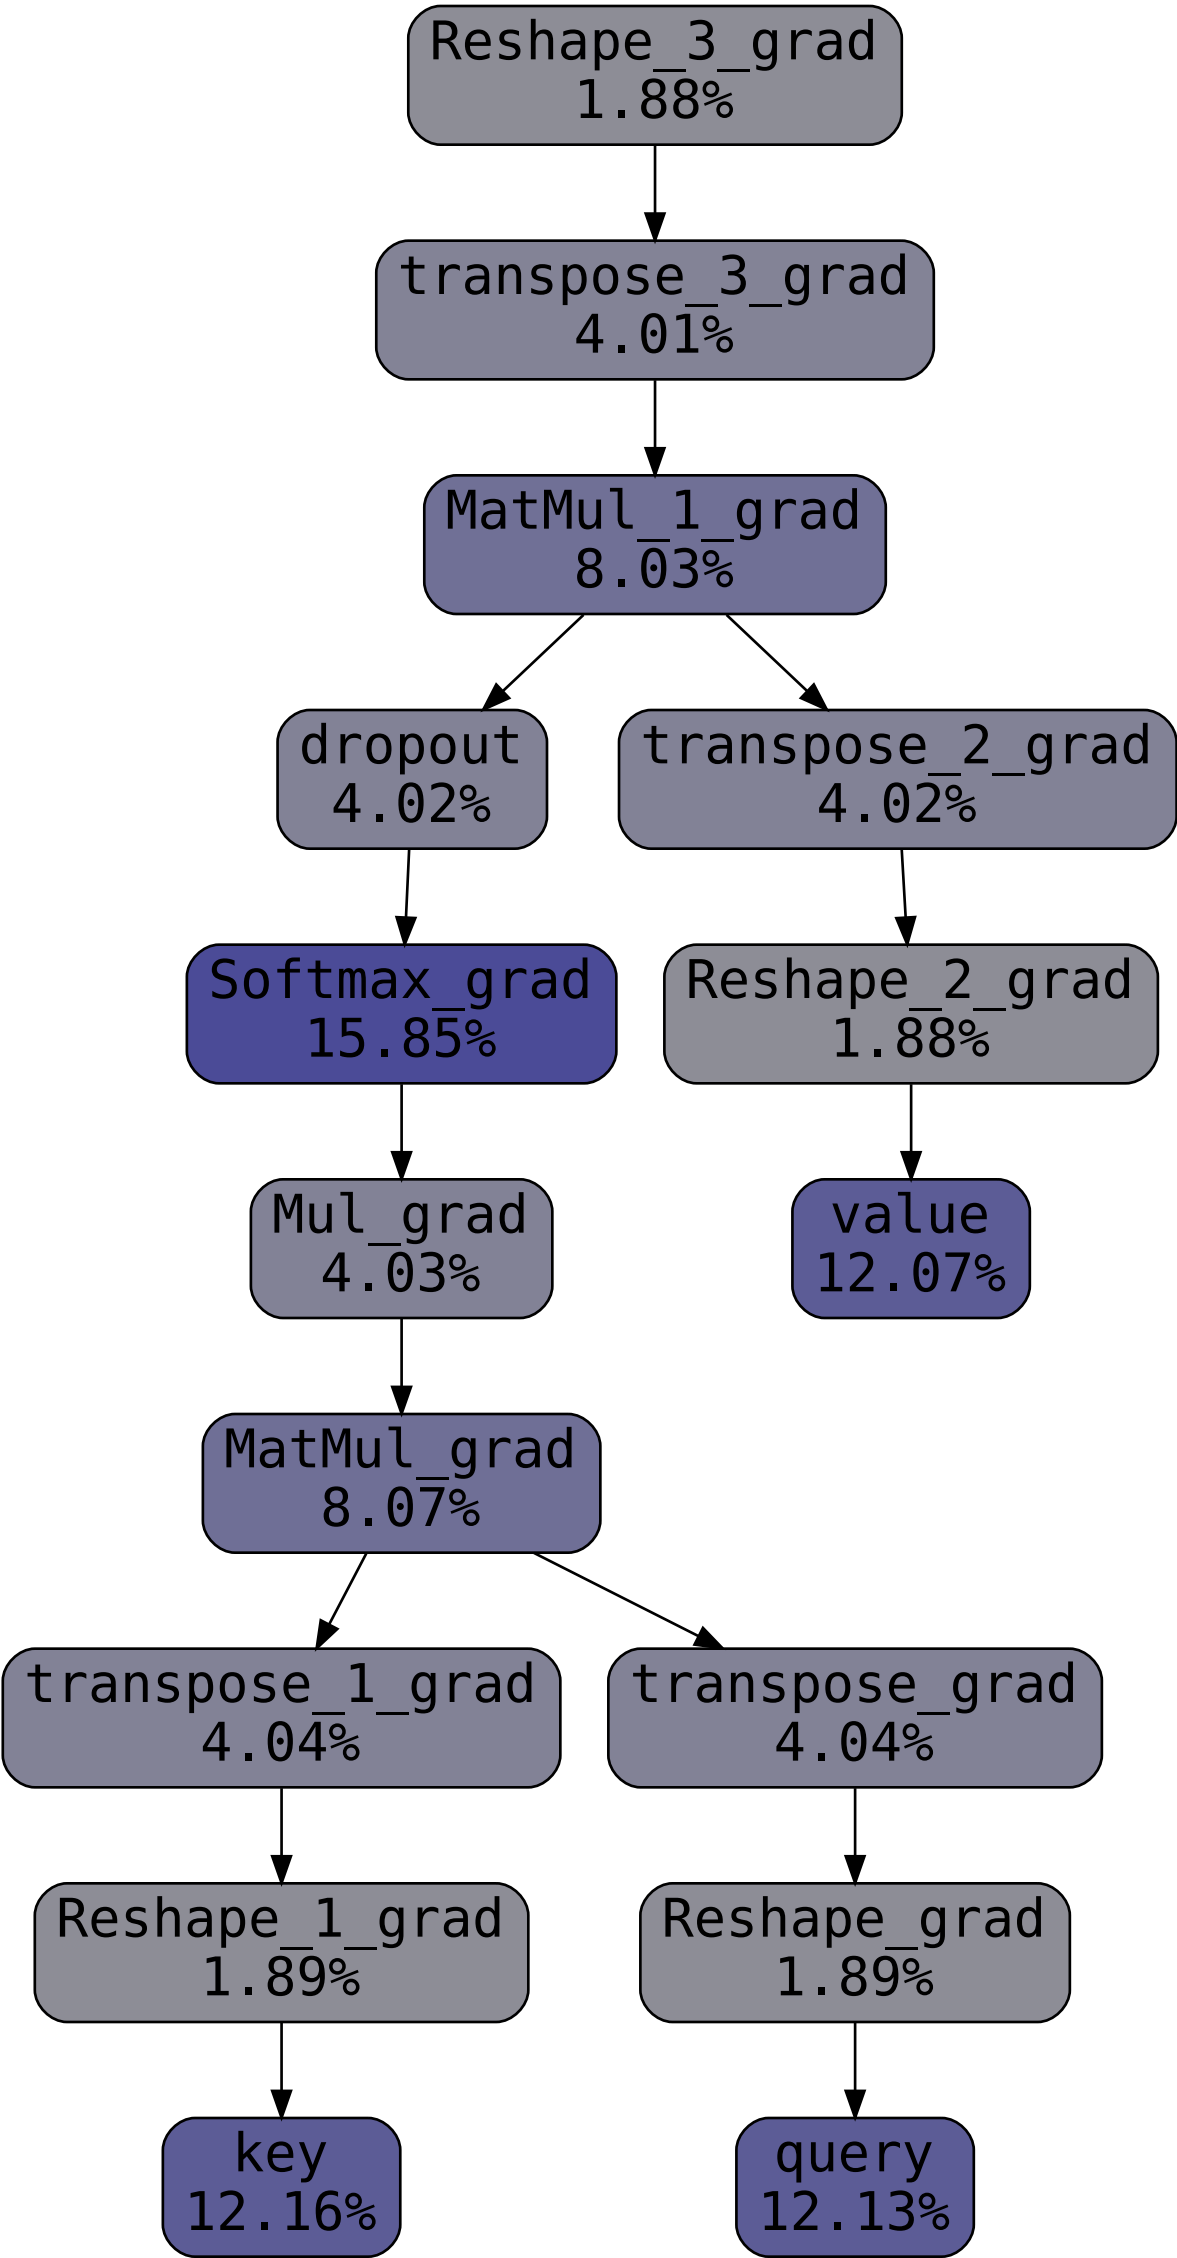 Reshape_3_grad
1.88%
transpose_3_grad
4.01%
MatMul_1_grad
8.03%
dropout
4.02%
transpose_2_grad
4.02%
Softmax_grad
15.85%
Reshape_2_grad
1.88%
Mul_grad
4.03%
value
12.07%
MatMul_grad
8.07%
transpose_1_grad
4.04%
transpose_grad
4.04%
Reshape_1_grad
1.89%
Reshape_grad
1.89%
key
12.16%
query
12.13%